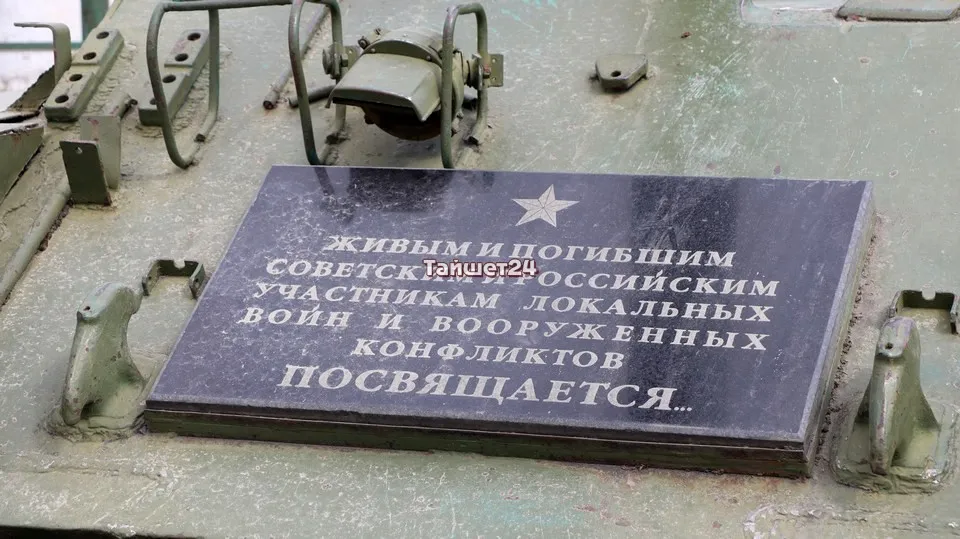 ЖИВЫМ И ПОГИБШИМ
СОВЕТСКИМ И РОССИЙСКИМ
Тайшет24
УЧАСТНИКАМ ЛОКАЛЬНЫХ
ВОЙН И ВООРУЖЕННЫХ
КОНФЛИКТОВ
ПОСВЯЩАЕТСЯ...